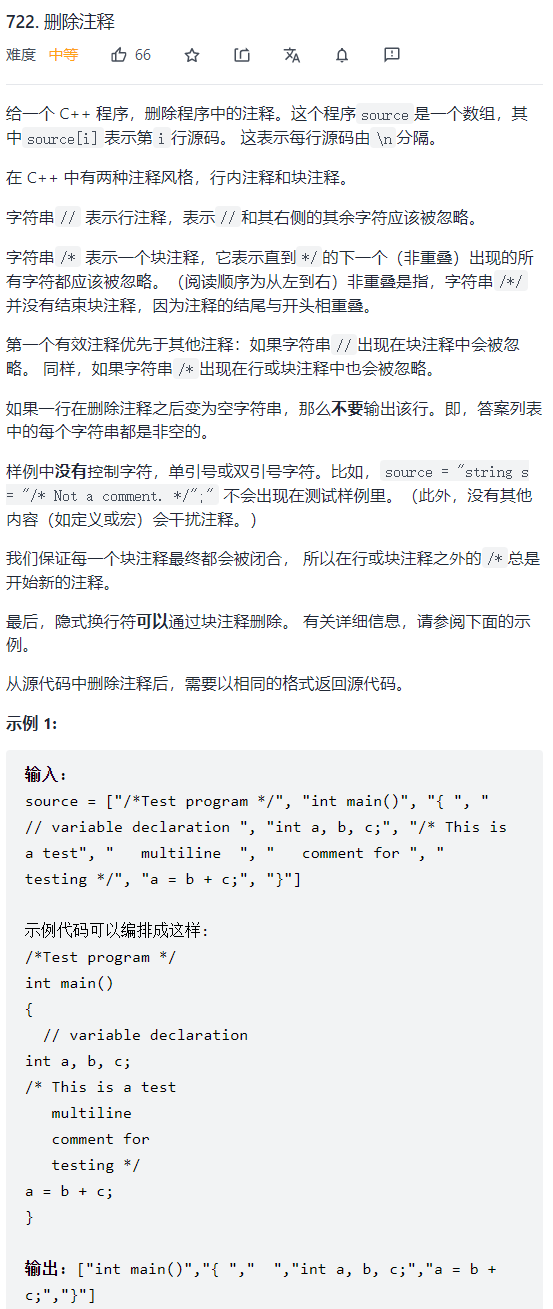 722. 删除注释
难度 中等 66
给一个 C++ 程序，删除程序中的注释。这个程序source是一个数组，其
中source[i]表示第i行源码。 这表示每行源码由\n分隔。
在 C++ 中有两种注释风格，行内注释和块注释。
字符串// 表示行注释，表示//和其右侧的其余字符应该被忽略。
字符串/* 表示一个块注释，它表示直到*/的下一个（非重叠）出现的所
有字符都应该被忽略。（阅读顺序为从左到右）非重叠是指，字符串/*/
并没有结束块注释，因为注释的结尾与开头相重叠。
第一个有效注释优先于其他注释：如果字符串//出现在块注释中会被忽
略。 同样，如果字符串/*出现在行或块注释中也会被忽略。
如果一行在删除注释之后变为空字符串，那么不要输出该行。即，答案列表
中的每个字符串都是非空的。
样例中没有控制字符，单引号或双引号字符。比如，source = "string s
= "/* Not a comment. */";" 不会出现在测试样例里。（此外，没有其他
内容（如定义或宏）会干扰注释。）
我们保证每一个块注释最终都会被闭合， 所以在行或块注释之外的/*总是
开始新的注释。
最后，隐式换行符可以通过块注释删除。 有关详细信息，请参阅下面的示
例。
从源代码中删除注释后，需要以相同的格式返回源代码。
示例 1:
输入：
source = ["/*Test program */", "int main()", "{ ", "
// variable declaration ", "int a, b, c;", "/* This is
a test", "   multiline  ", "   comment for ", "
testing */", "a = b + c;", "}"]
示例代码可以编排成这样：
/*Test program */
int main()
{
  // variable declaration
int a, b, c;
/* This is a test
   multiline
   comment for
   testing */
a = b + c;
}
输出：["int main()","{ ","  ","int a, b, c;","a = b +
c;","}"]